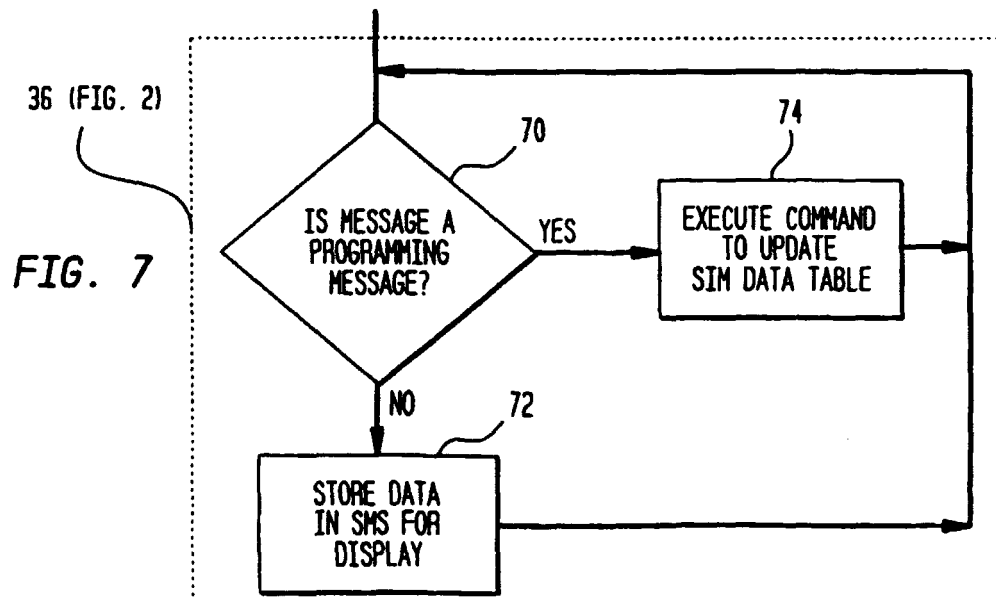 36 (FIG. 2)
70
74
IS MESSAGE A
PROGRAMMING
MESSAGE?
YES
EXECUTE COMMAND
TO UPDATE
SIM DATA TABLE
FIG. 7
NO
72
STORE DATA
IN SMS FOR
DISPLAY